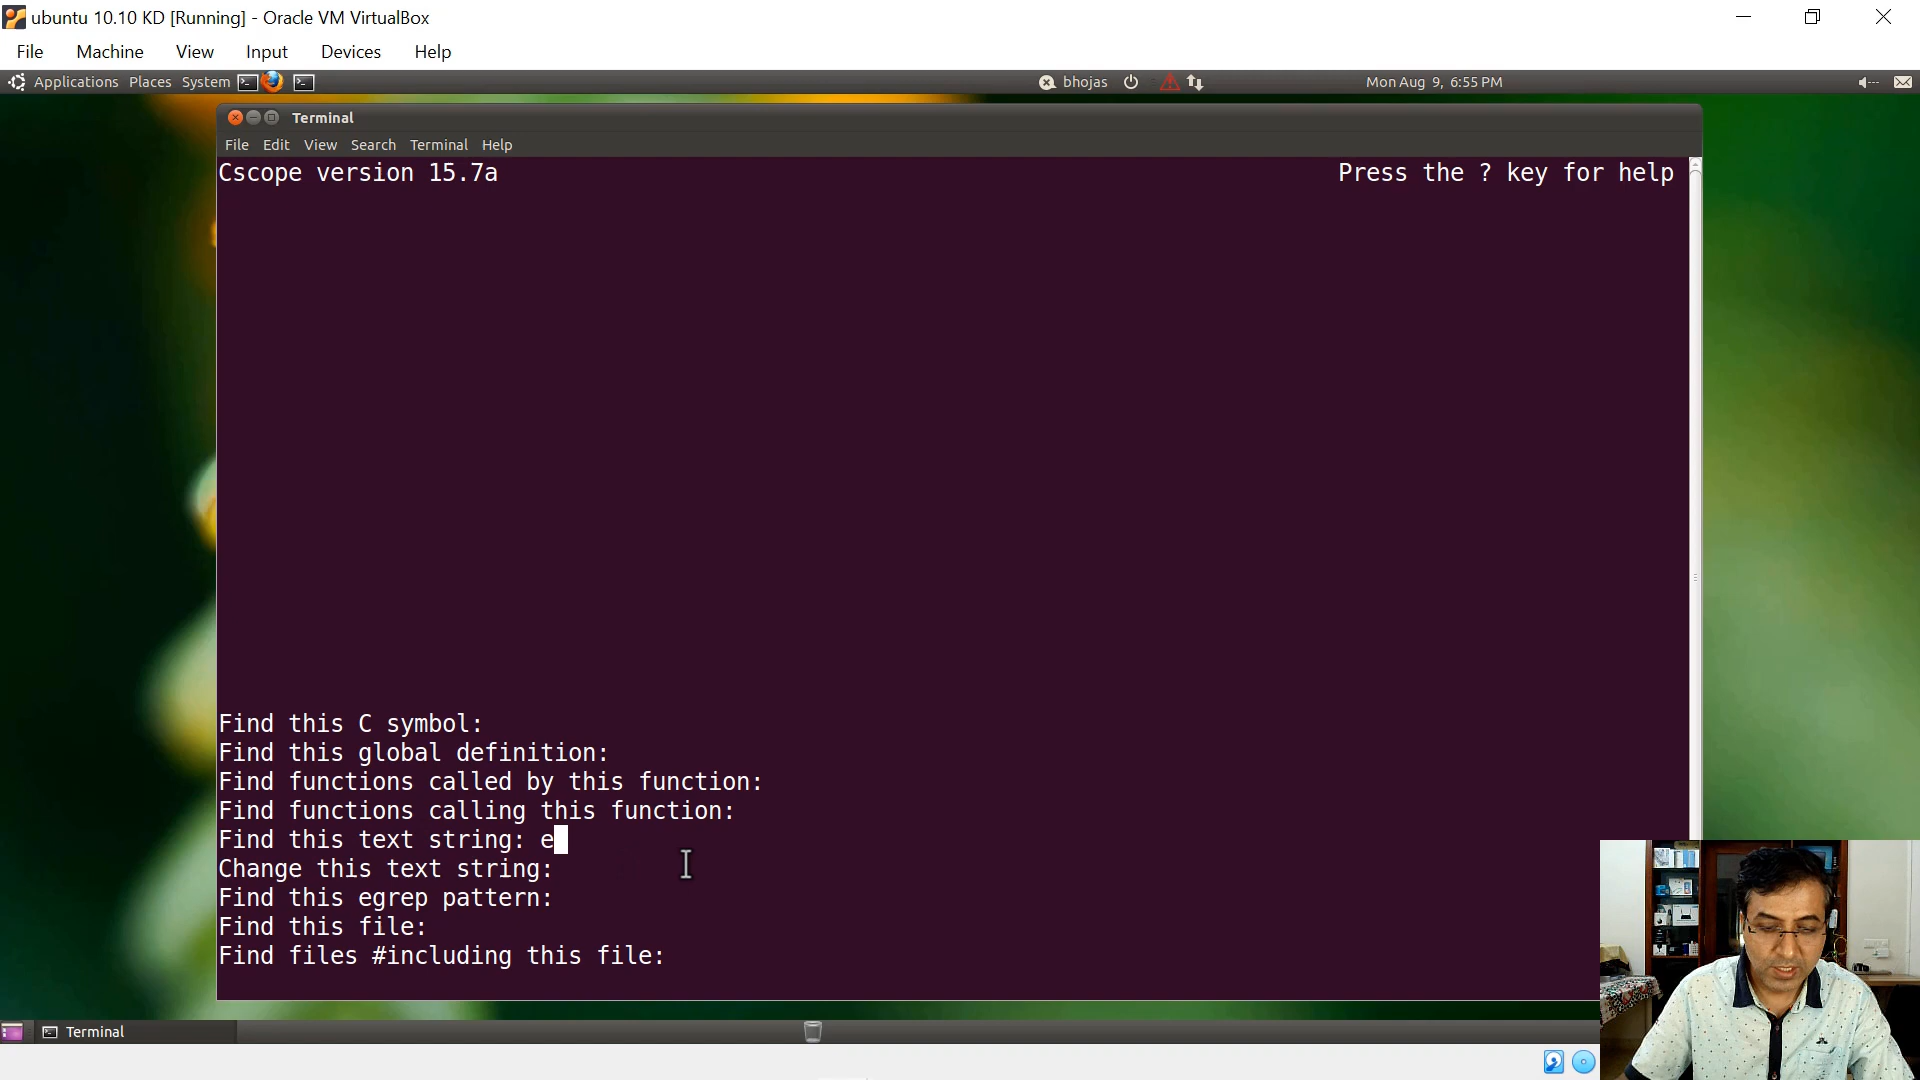 ubuntu 10.10 KD [Running] - Oracle VM VirtualBox
File Machine View Input Devices Help
Applications Places System bhojas Mon Aug 9, 6:55 PM
Terminal
File Edit View Search Terminal Help
Cscope version 15.7a Press the ? key for help
Find this C symbol:
Find this global definition:
Find functions called by this function:
Find functions calling this function:
Find this text string: e
Change this text string:
Find this egrep pattern:
Find this file:
Find files #including this file:
Terminal